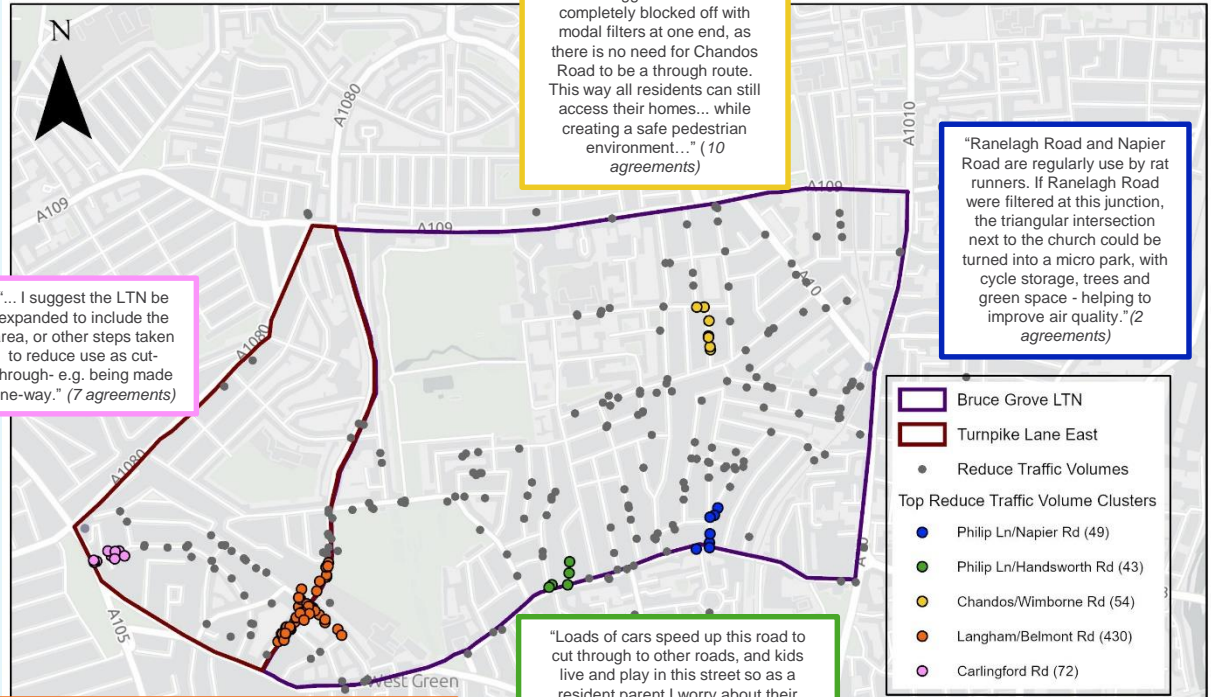 completely blocked off with
modal filters at one end, as
there is no need for Chandos
Road to be a through route.
This way all residents can still
access their homes... while
creating a safe pedestrian
environment…” (10
agreements)
N
A1080
A1010
A109
A109
A109
“Ranelagh Road and Napier
Road are regularly use by rat
runners. If Ranelagh Road
were filtered at this junction,
the triangular intersection
next to the church could be
turned into a micro park, with
cycle storage, trees and
green space - helping to
improve air quality.”(2
agreements)
A10
“... I suggest the LTN be
expanded to include the
area, or other steps taken
to reduce use as cut-
through- e.g. being made
one-way.” (7 agreements)
A1080
A1080
A105
West Green
Bruce Grove LTN
Turnpike Lane East
Reduce Traffic Volumes
Top Reduce Traffic Volume Clusters
Philip Ln/Napier Rd (49)
Philip Ln/Handsworth Rd (43)
Chandos/Wimborne Rd (54)
Langham/Belmont Rd (430)
Carlingford Rd (72)
“Loads of cars speed up this road to
cut through to other roads, and kids
live and play in this street so as a
resident parent I worry about their